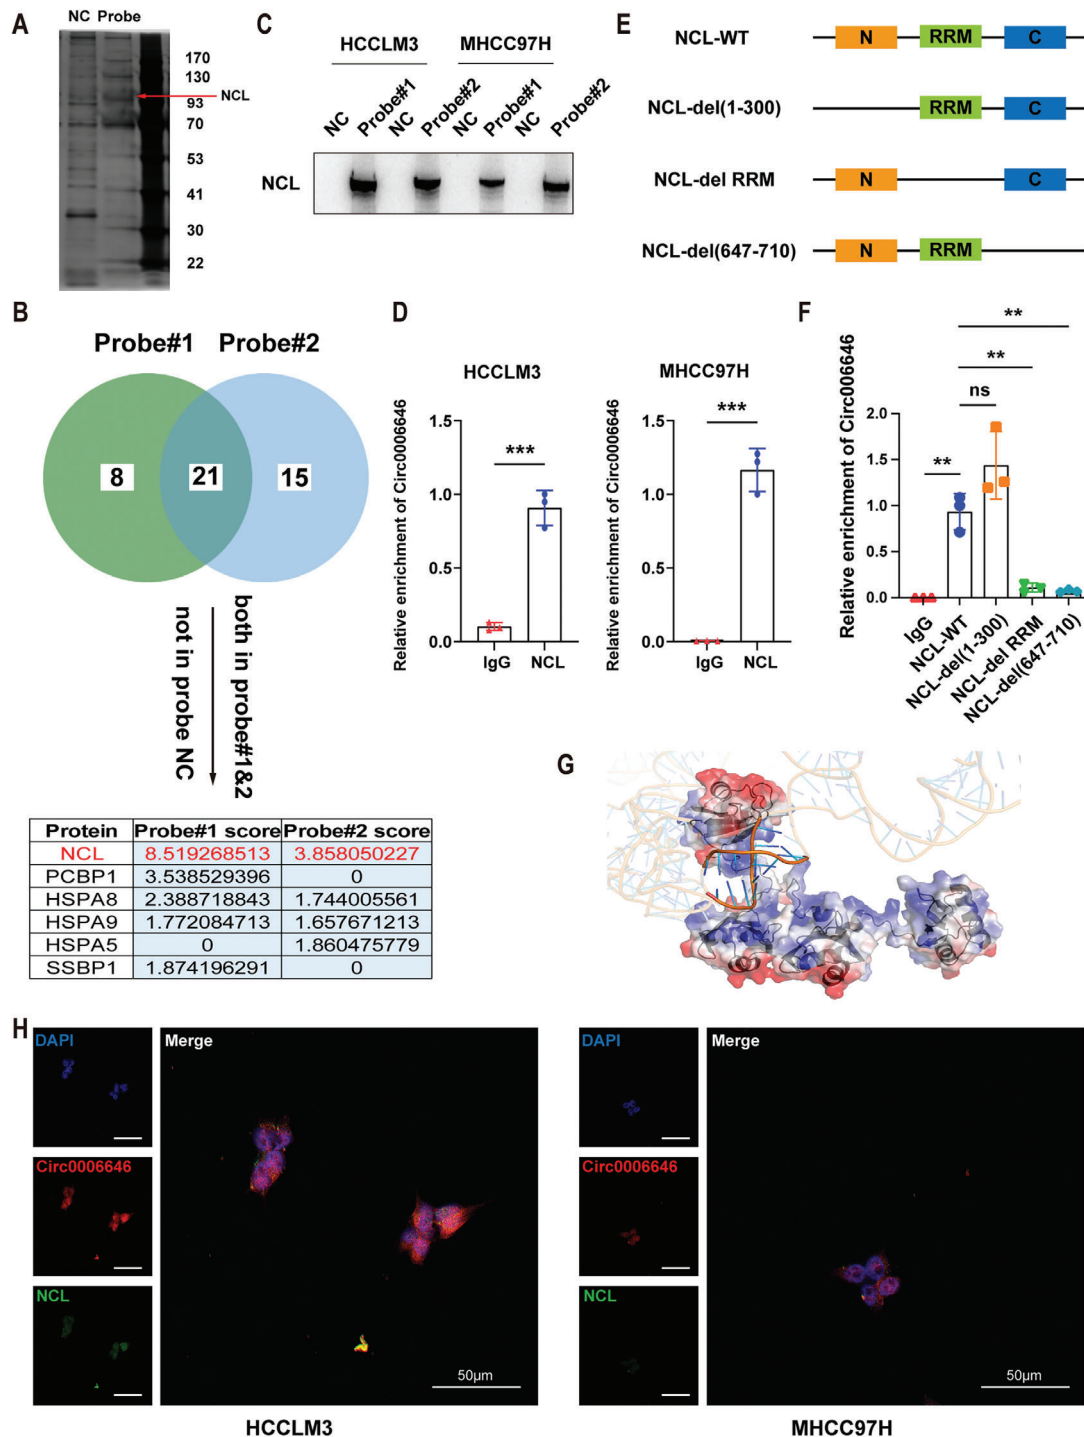 A
NC Probe
170
130
93
70
53
41
30
22
NCL
B
Probe#1 Probe#2
8 21 15
not in probe NC
both in probe#1&2
Protein Probe#1 score Probe#2 score
NCL 8.519268513 3.858050227
PCBP1 3.538529396 0
HSPA8 2.388718843 1.744005561
HSPA9 1.772084713 1.657671213
HSPA5 0 1.860475779
SSBP1 1.874196291 0
C
HCCLM3 MHCC97H
NC Probe#1 NC Probe#2 NC Probe#1 NC Probe#2
NCL
D
HCCLM3
Relative enrichment of Circ0006646
1.5
1.0
0.5
0.0
***
IgG NCL
MHCC97H
Relative enrichment of Circ0006646
1.5
1.0
0.5
0.0
***
IgG NCL
E
NCL-WT N RRM C
NCL-del(1-300) RRM C
NCL-del RRM N C
NCL-del(647-710) N RRM
F
Relative enrichment of Circ006646
2.0
1.5
1.0
0.5
0.0
**
**
ns
**
IgG
NCL-WT
NCL-del(1-300)
NCL-del RRM
NCL-del(647-710)
G
H
DAPI
Circ0006646
NCL
Merge
50μm
HCCLM3
DAPI
Circ0006646
NCL
Merge
50μm
MHCC97H